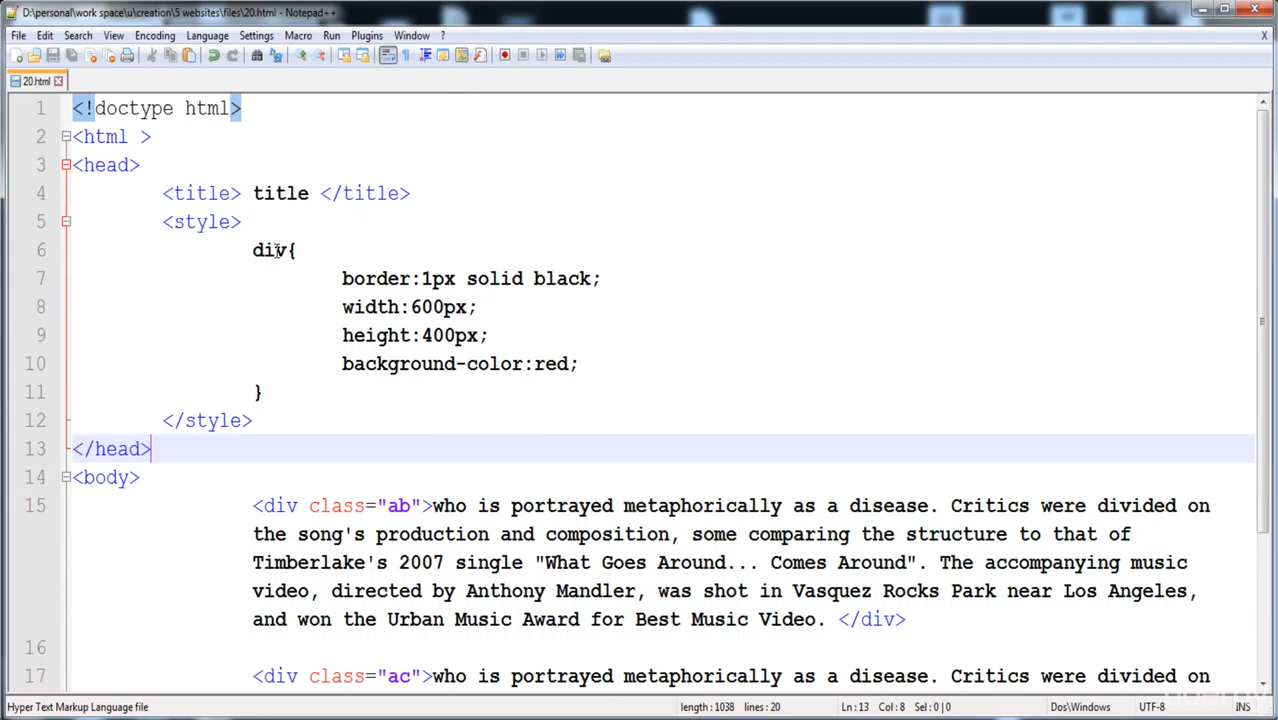 D:\personal\work space\u\creation\5 websites\files\20.html - Notepad++
File Edit Search View Encoding Language Settings Macro Run Plugins Window ? X
20.html
1 <!doctype html>
2 <html >
3 <head>
4 <title> title </title>
5 <style>
6 div{
7 border:1px solid black;
8 width:600px;
9 height:400px;
10 background-color:red;
11 }
12 </style>
13 </head>
14 <body>
15 <div class="ab">who is portrayed metaphorically as a disease. Critics were divided on
the song's production and composition, some comparing the structure to that of
Timberlake's 2007 single "What Goes Around... Comes Around". The accompanying music
video, directed by Anthony Mandler, was shot in Vasquez Rocks Park near Los Angeles,
and won the Urban Music Award for Best Music Video. </div>
16
17 <div class="ac">who is portrayed metaphorically as a disease. Critics were divided on
Hyper Text Markup Language file length : 1038 lines : 20 Ln : 13 Col : 8 Sel : 0 | 0 Dos\Windows UTF-8 INS
udemy